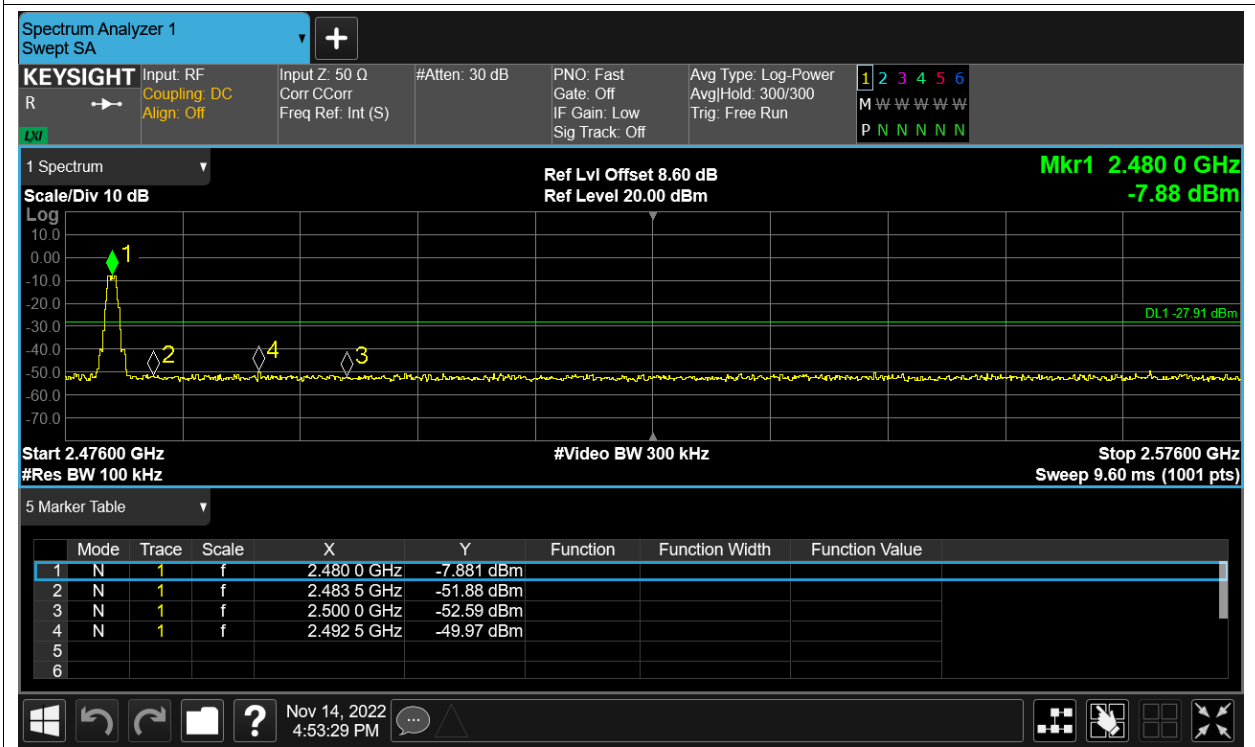 Spectrum Analyzer 1
Swept SA
KEYSIGHT Input: RF Input Z: 50 Ω #Atten: 30 dB PNO: Fast Avg Type: Log-Power 1 2 3 4 5 6
R Coupling: DC Corr CCorr Gate: Off Avg|Hold: 300/300 M W W W W W
Align: Off Freq Ref: Int (S) IF Gain: Low Trig: Free Run
LXI Sig Track: Off P N N N N N
1 Spectrum Ref Lvl Offset 8.60 dB Mkr1 2.480 0 GHz
Scale/Div 10 dB Ref Level 20.00 dBm -7.88 dBm
Log
10.0
0.00 1
-10.0
-20.0
DL1 -27.91 dBm
-30.0
-40.0 2 4 3
-50.0
-60.0
-70.0
Start 2.47600 GHz #Video BW 300 kHz Stop 2.57600 GHz
#Res BW 100 kHz Sweep 9.60 ms (1001 pts)
5 Marker Table
Mode Trace Scale X Y Function Function Width Function Value
1 N 1 f 2.480 0 GHz -7.881 dBm
2 N 1 f 2.483 5 GHz -51.88 dBm
3 N 1 f 2.500 0 GHz -52.59 dBm
4 N 1 f 2.492 5 GHz -49.97 dBm
5
6
? Nov 14, 2022
4:53:29 PM